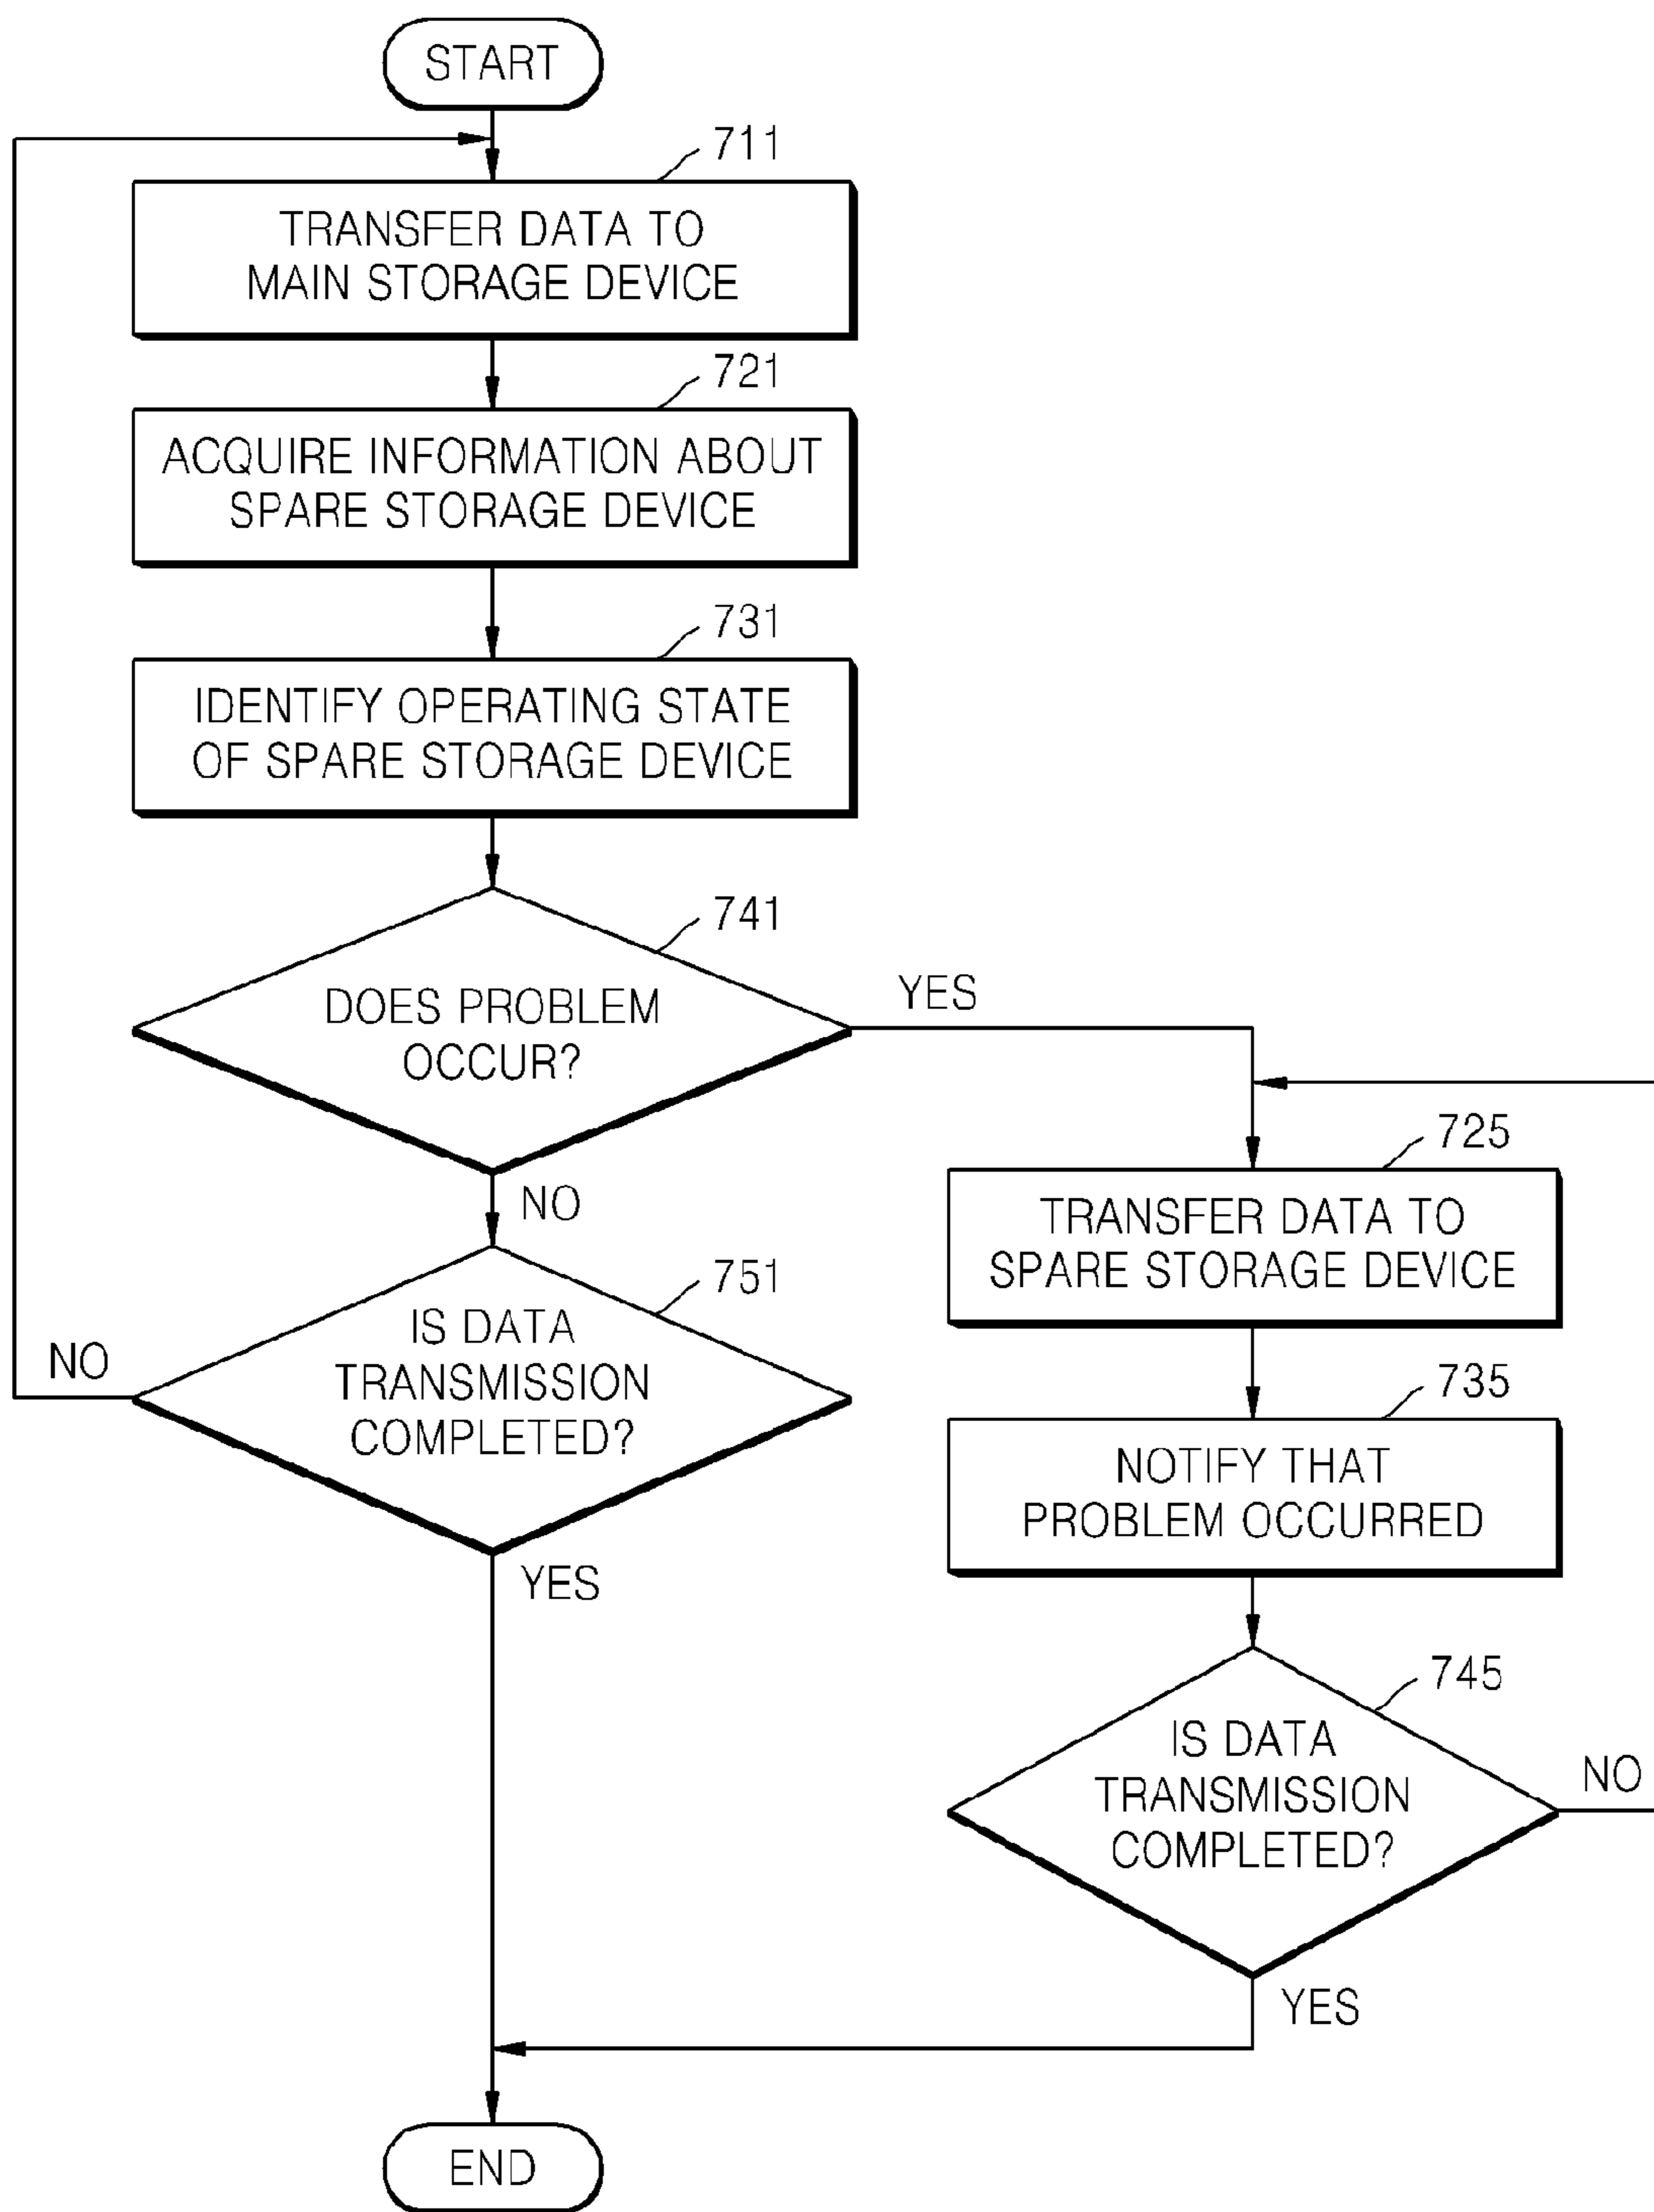 START
711
TRANSFER DATA TO
MAIN STORAGE DEVICE
721
ACQUIRE INFORMATION ABOUT
SPARE STORAGE DEVICE
731
IDENTIFY OPERATING STATE
OF SPARE STORAGE DEVICE
741
DOES PROBLEM
OCCUR?
YES
NO
751
IS DATA
TRANSMISSION
COMPLETED?
NO
YES
725
TRANSFER DATA TO
SPARE STORAGE DEVICE
735
NOTIFY THAT
PROBLEM OCCURRED
745
IS DATA
TRANSMISSION
COMPLETED?
NO
YES
END